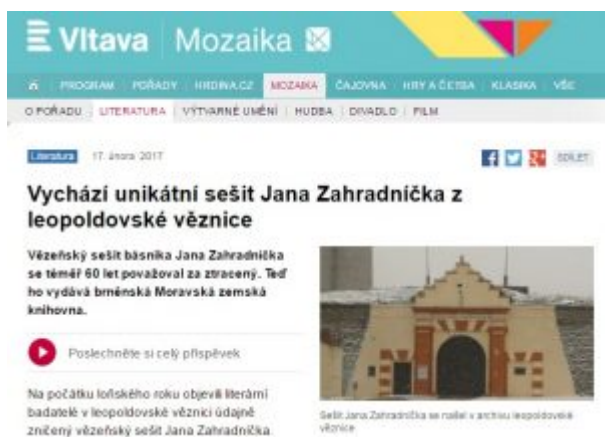 Vltava Mozaika
PROGRAM POŘADY HRDINA.CZ MOZAIKA ČAJOVNA HRY A ČETBA KLASIKA VŠE
O POŘADU LITERATURA VÝTVARNÉ UMĚNÍ HUDBA DIVADLO FILM
Literatura 17. února 2017 SDÍLET
Vychází unikátní sešit Jana Zahradníčka z
leopoldovské věznice
Vězeňský sešit básníka Jana Zahradníčka
se téměř 60 let považoval za ztracený. Teď
ho vydává brněnská Moravská zemská
knihovna.
Poslechněte si celý příspěvek
Na počátku loňského roku objevili literární
badatelé v leopoldovské věznici údajně
zničený vězeňský sešit Jana Zahradníčka.
Sešit Jana Zahradníčka se našel v archivu leopoldovské
věznice